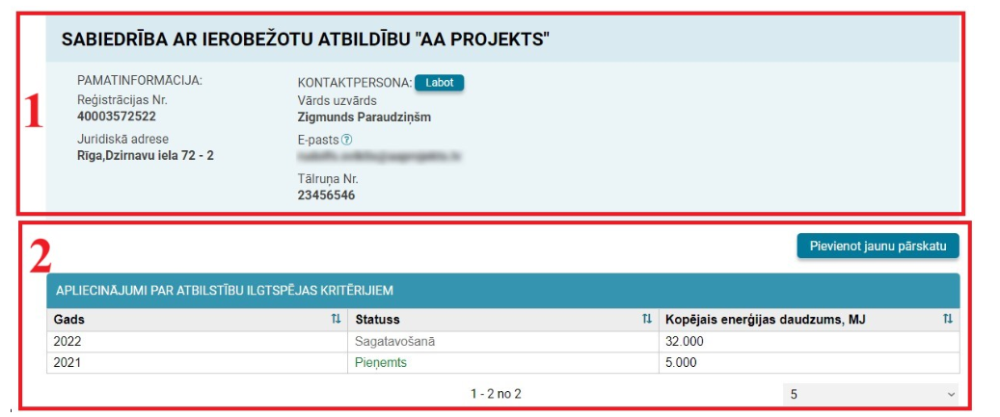 1
SABIEDRĪBA AR IEROBEŽOTU ATBILDĪBU "AA PROJEKTS"
PAMATINFORMĀCIJA:
Reģistrācijas Nr.
40003572522
Juridiskā adrese
Rīga,Dzirnavu iela 72 - 2
KONTAKTPERSONA: Labot
Vārds uzvārds
Zigmunds Paraudziņšm
E-pasts ?
Tālruņa Nr.
23456546
2
Pievienot jaunu pārskatu
APLIECINĀJUMI PAR ATBILSTĪBU ILGTSPĒJAS KRITĒRIJIEM
Gads Statuss Kopējais enerģijas daudzums, MJ
2022 Sagatavošanā 32.000
2021 Pieņemts 5.000
1 - 2 no 2 5